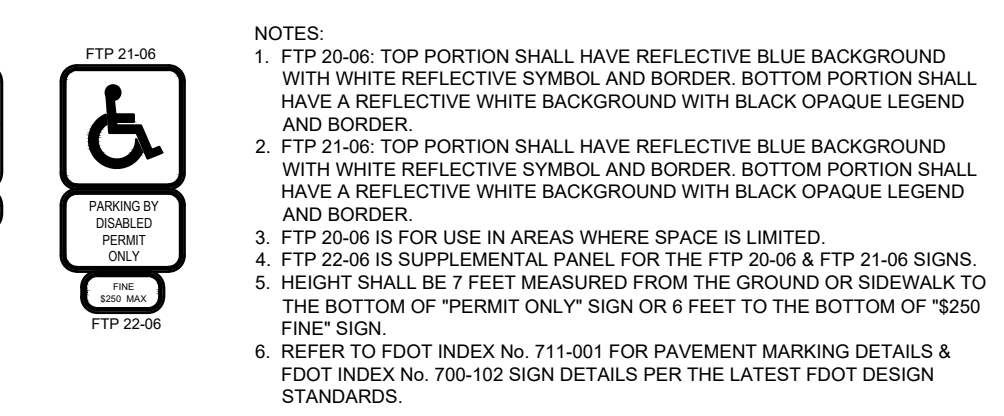 FTP 21-06
PARKING BY
DISABLED
PERMIT
ONLY
FINE
$250 MAX
FTP 22-06
NOTES:
1. FTP 20-06: TOP PORTION SHALL HAVE REFLECTIVE BLUE BACKGROUND
WITH WHITE REFLECTIVE SYMBOL AND BORDER. BOTTOM PORTION SHALL
HAVE A REFLECTIVE WHITE BACKGROUND WITH BLACK OPAQUE LEGEND
AND BORDER.
2. FTP 21-06: TOP PORTION SHALL HAVE REFLECTIVE BLUE BACKGROUND
WITH WHITE REFLECTIVE SYMBOL AND BORDER. BOTTOM PORTION SHALL
HAVE A REFLECTIVE WHITE BACKGROUND WITH BLACK OPAQUE LEGEND
AND BORDER.
3. FTP 20-06 IS FOR USE IN AREAS WHERE SPACE IS LIMITED.
4. FTP 22-06 IS SUPPLEMENTAL PANEL FOR THE FTP 20-06 & FTP 21-06 SIGNS.
5. HEIGHT SHALL BE 7 FEET MEASURED FROM THE GROUND OR SIDEWALK TO
THE BOTTOM OF "PERMIT ONLY" SIGN OR 6 FEET TO THE BOTTOM OF "$250
FINE" SIGN.
6. REFER TO FDOT INDEX No. 711-001 FOR PAVEMENT MARKING DETAILS &
FDOT INDEX No. 700-102 SIGN DETAILS PER THE LATEST FDOT DESIGN
STANDARDS.